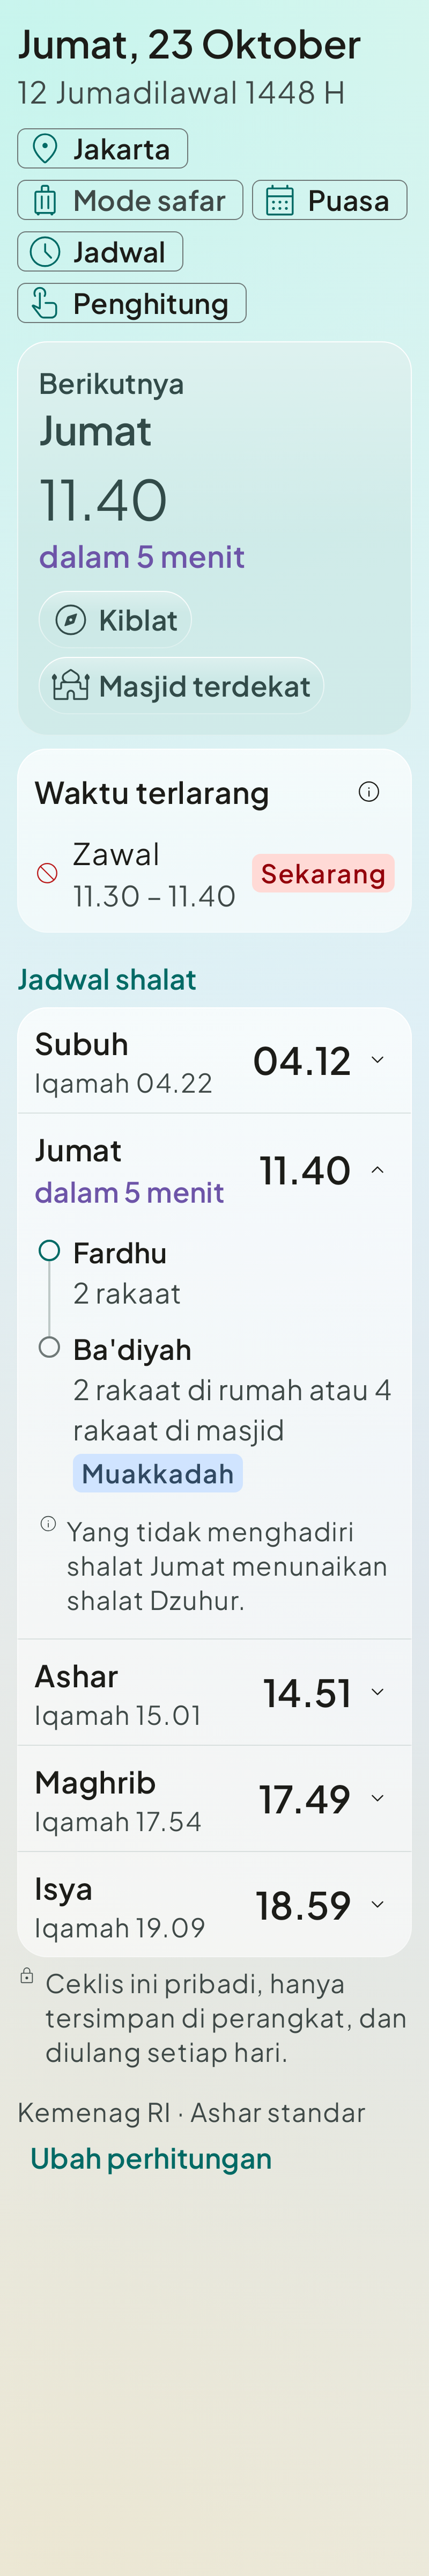 Jumat, 23 Oktober
12 Jumadilawal 1448 H
Jakarta
Mode safar
Puasa
Jadwal
Penghitung
Berikutnya
Jumat
11.40
dalam 5 menit
Kiblat
Masjid terdekat
Waktu terlarang
Zawal
11.30 – 11.40
Sekarang
Jadwal shalat
Subuh
Iqamah 04.22
04.12
Jumat
dalam 5 menit
11.40
Fardhu
2 rakaat
Ba'diyah
2 rakaat di rumah atau 4
rakaat di masjid
Muakkadah
Yang tidak menghadiri
shalat Jumat menunaikan
shalat Dzuhur.
Ashar
Iqamah 15.01
14.51
Maghrib
Iqamah 17.54
17.49
Isya
Iqamah 19.09
18.59
Ceklis ini pribadi, hanya
tersimpan di perangkat, dan
diulang setiap hari.
Kemenag RI · Ashar standar
Ubah perhitungan